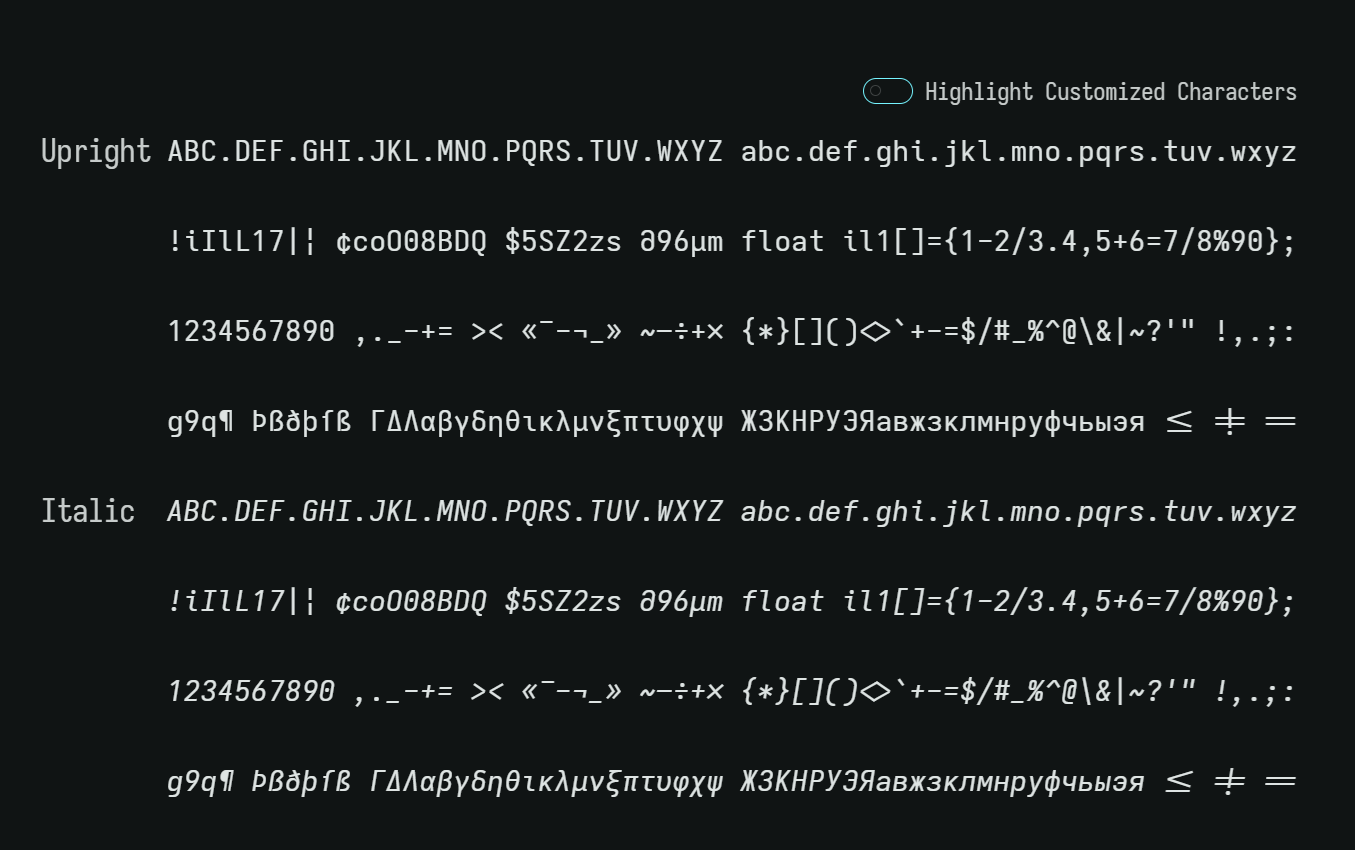 Highlight Customized Characters
Upright ABC.DEF.GHI.JKL.MNO.PQRS.TUV.WXYZ abc.def.ghi.jkl.mno.pqrs.tuv.wxyz
!iIlL17|¦ ¢coO08BDQ $5SZ2zs ∂96μm float il1[]={1-2/3.4,5+6=7/8%90};
1234567890 ,._-+= >< «¯-¬_» ~–÷+× {*}[]()<>`+-=$/#_%^@\&|~?'" !,.;:
g9q¶ Þßðþſß ΓΔΛαβγδηθικλμνξπτυφχψ ЖЗКНРУЭЯавжзклмнруфчьыэя <= != ==
Italic ABC.DEF.GHI.JKL.MNO.PQRS.TUV.WXYZ abc.def.ghi.jkl.mno.pqrs.tuv.wxyz
!iIlL17|¦ ¢coO08BDQ $5SZ2zs ∂96μm float il1[]={1-2/3.4,5+6=7/8%90};
1234567890 ,._-+= >< «¯-¬_» ~–÷+× {*}[]()<>`+-=$/#_%^@\&|~?'" !,.;:
g9q¶ Þßðþſß ΓΔΛαβγδηθικλμνξπτυφχψ ЖЗКНРУЭЯавжзклмнруфчьыэя <= != ==